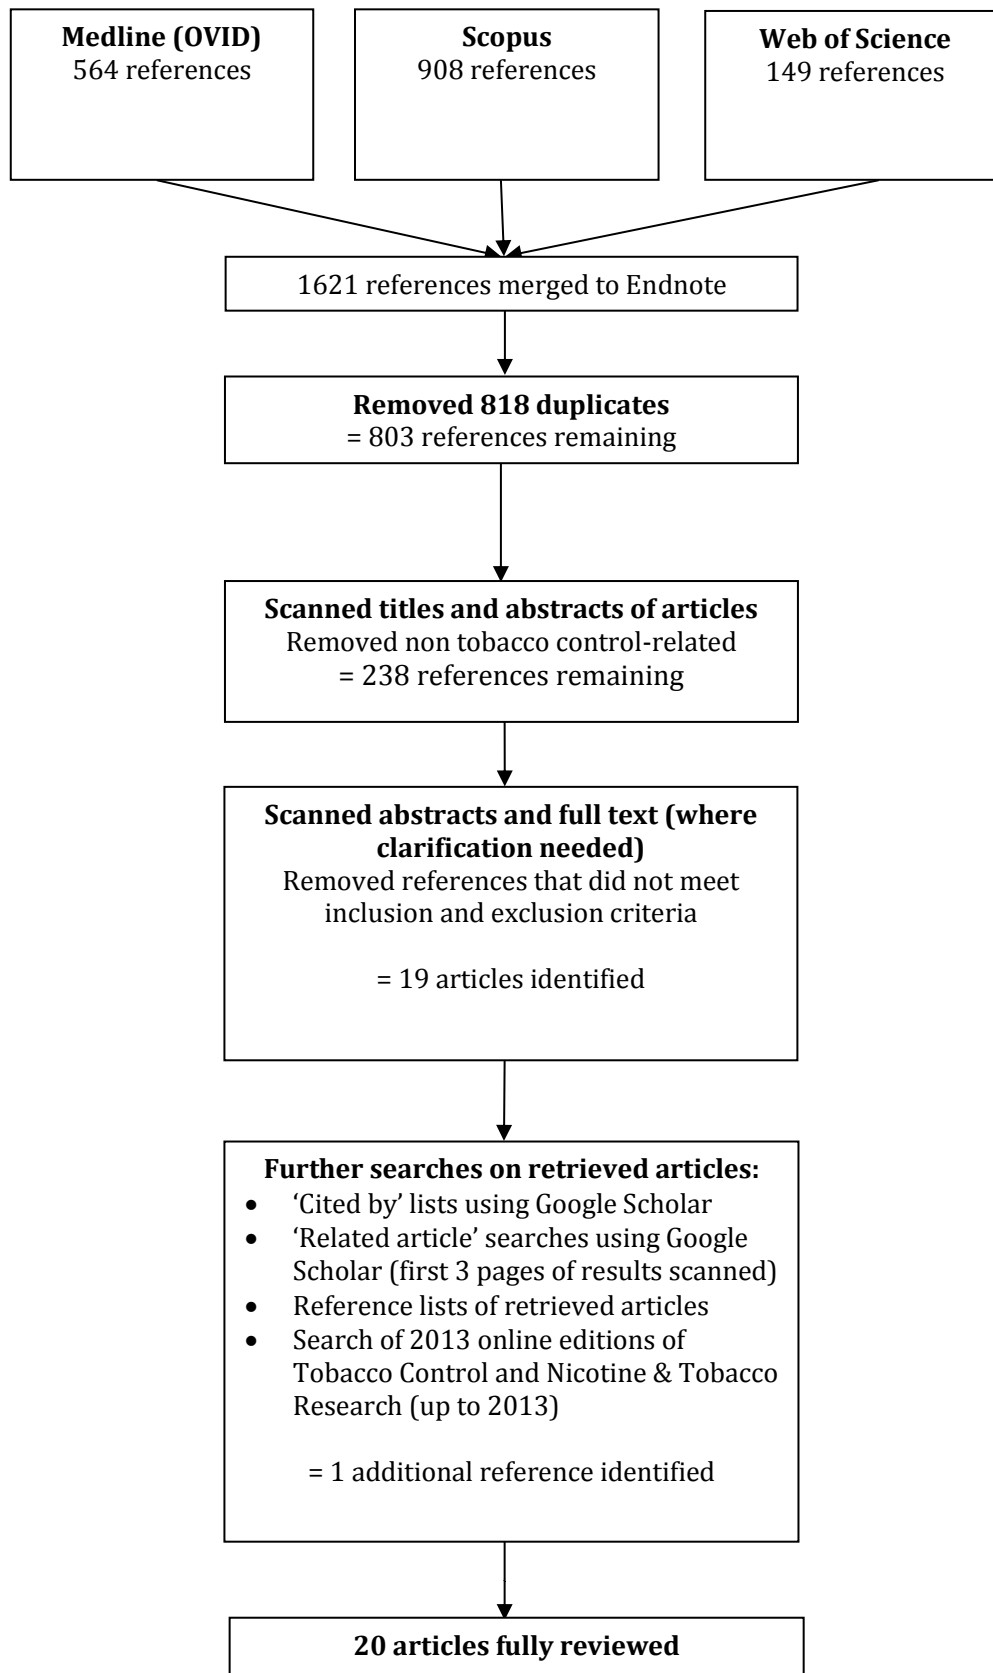 Medline (OVID)
564 references
Scopus
908 references
Web of Science
149 references
1621 references merged to Endnote
Removed 818 duplicates
= 803 references remaining
Scanned titles and abstracts of articles
Removed non tobacco control-related
= 238 references remaining
Scanned abstracts and full text (where
clarification needed)
Removed references that did not meet
inclusion and exclusion criteria
= 19 articles identified
Further searches on retrieved articles:
• ‘Cited by’ lists using Google Scholar
• ‘Related article’ searches using Google
Scholar (first 3 pages of results scanned)
• Reference lists of retrieved articles
• Search of 2013 online editions of
Tobacco Control and Nicotine & Tobacco
Research (up to 2013)
= 1 additional reference identified
20 articles fully reviewed